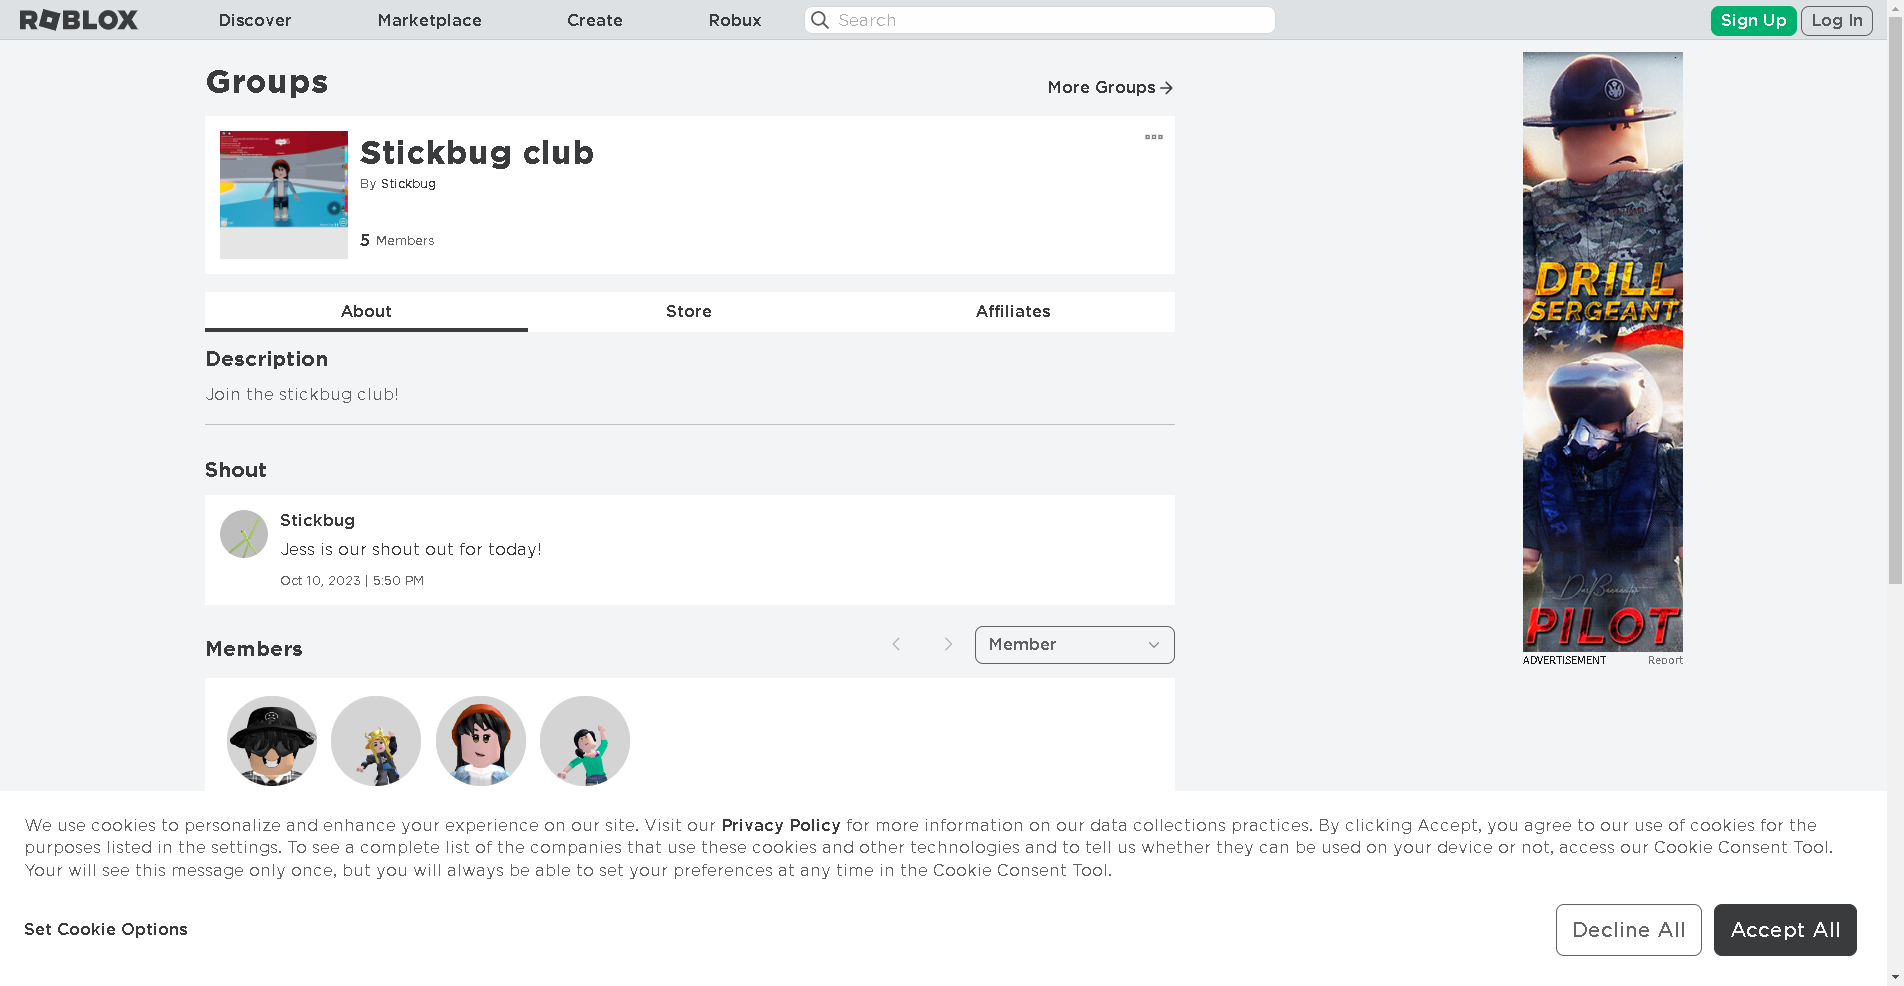 ROBLOX
Discover
Marketplace
Create
Robux
Search
Sign Up
Log In
Groups
More Groups
Stickbug club
By Stickbug
5 Members
About
Store
Affiliates
Description
Join the stickbug club!
Shout
Stickbug
Jess is our shout out for today!
Oct 10, 2023 | 5:50 PM
Members
Member
DRILL
SERGEANT
CAVIAR
PILOT
ADVERTISEMENT
Report
We use cookies to personalize and enhance your experience on our site. Visit our Privacy Policy for more information on our data collections practices. By clicking Accept, you agree to our use of cookies for the
purposes listed in the settings. To see a complete list of the companies that use these cookies and other technologies and to tell us whether they can be used on your device or not, access our Cookie Consent Tool.
Your will see this message only once, but you will always be able to set your preferences at any time in the Cookie Consent Tool.
Set Cookie Options
Decline All
Accept All